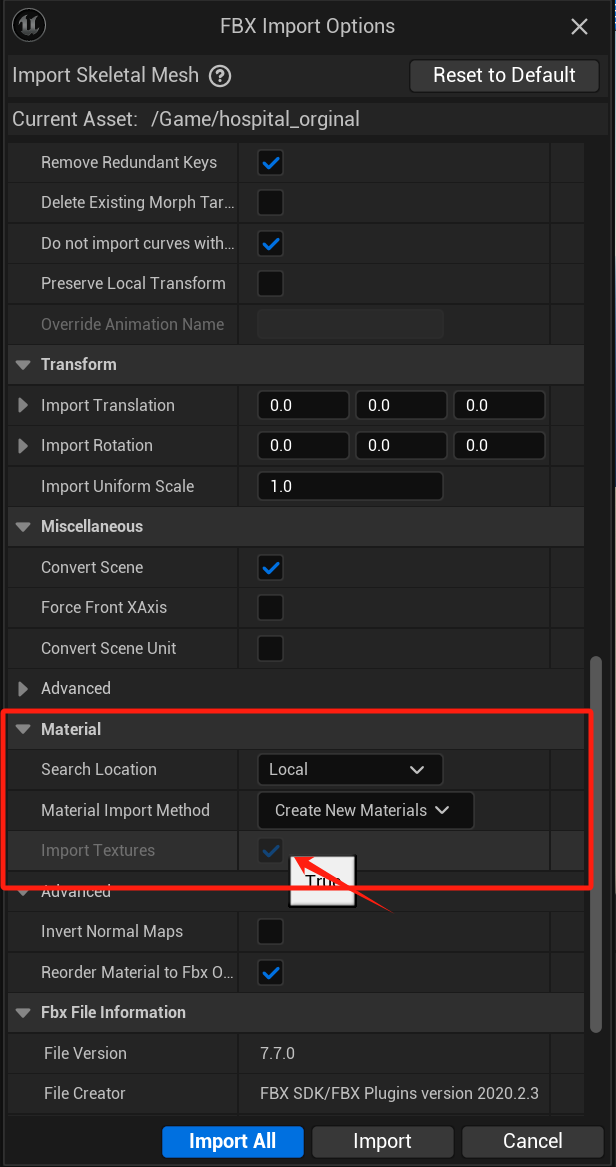 FBX Import Options
Import Skeletal Mesh ? Reset to Default
Current Asset: /Game/hospital_orginal
Remove Redundant Keys
Delete Existing Morph Tar...
Do not import curves with...
Preserve Local Transform
Override Animation Name
Transform
Import Translation 0.0 0.0 0.0
Import Rotation 0.0 0.0 0.0
Import Uniform Scale 1.0
Miscellaneous
Convert Scene
Force Front XAxis
Convert Scene Unit
Advanced
Material
Search Location Local
Material Import Method Create New Materials
Import Textures
True
Advanced
Invert Normal Maps
Reorder Material to Fbx O...
Fbx File Information
File Version 7.7.0
File Creator FBX SDK/FBX Plugins version 2020.2.3
Import All Import Cancel